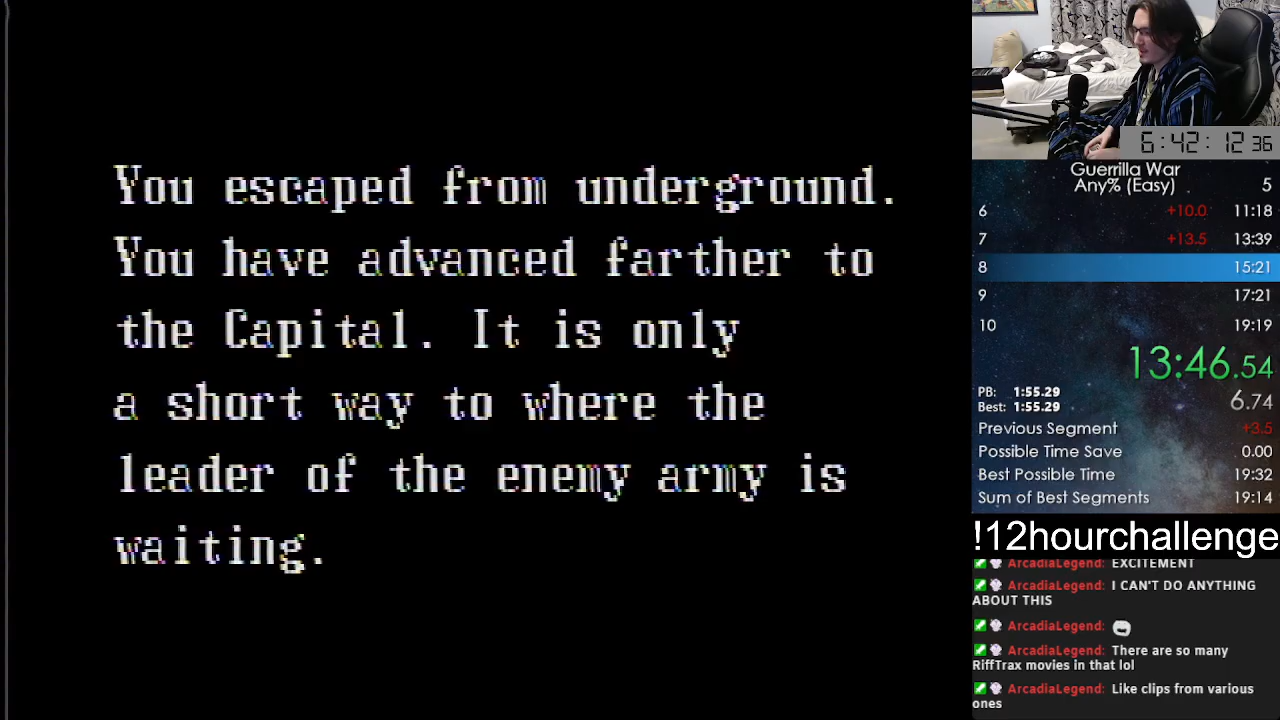 You escaped from underground.
You have advanced farther to
the Capital. It is only
a short way to where the
leader of the enemy army is
waiting.
6:42:12 36
Guerrilla War
Any% (Easy) 5
6 +10.0 11:18
7 +13.5 13:39
8 15:21
9 17:21
10 19:19
13:46.54
PB: 1:55.29
Best: 1:55.29
6.74
Previous Segment +3.5
Possible Time Save 0.00
Best Possible Time 19:32
Sum of Best Segments 19:14
!12hourchallenge
ArcadiaLegend: EXCITEMENT
ArcadiaLegend: I CAN'T DO ANYTHING
ABOUT THIS
ArcadiaLegend:
ArcadiaLegend: There are so many
RiffTrax movies in that lol
ArcadiaLegend: Like clips from various
ones